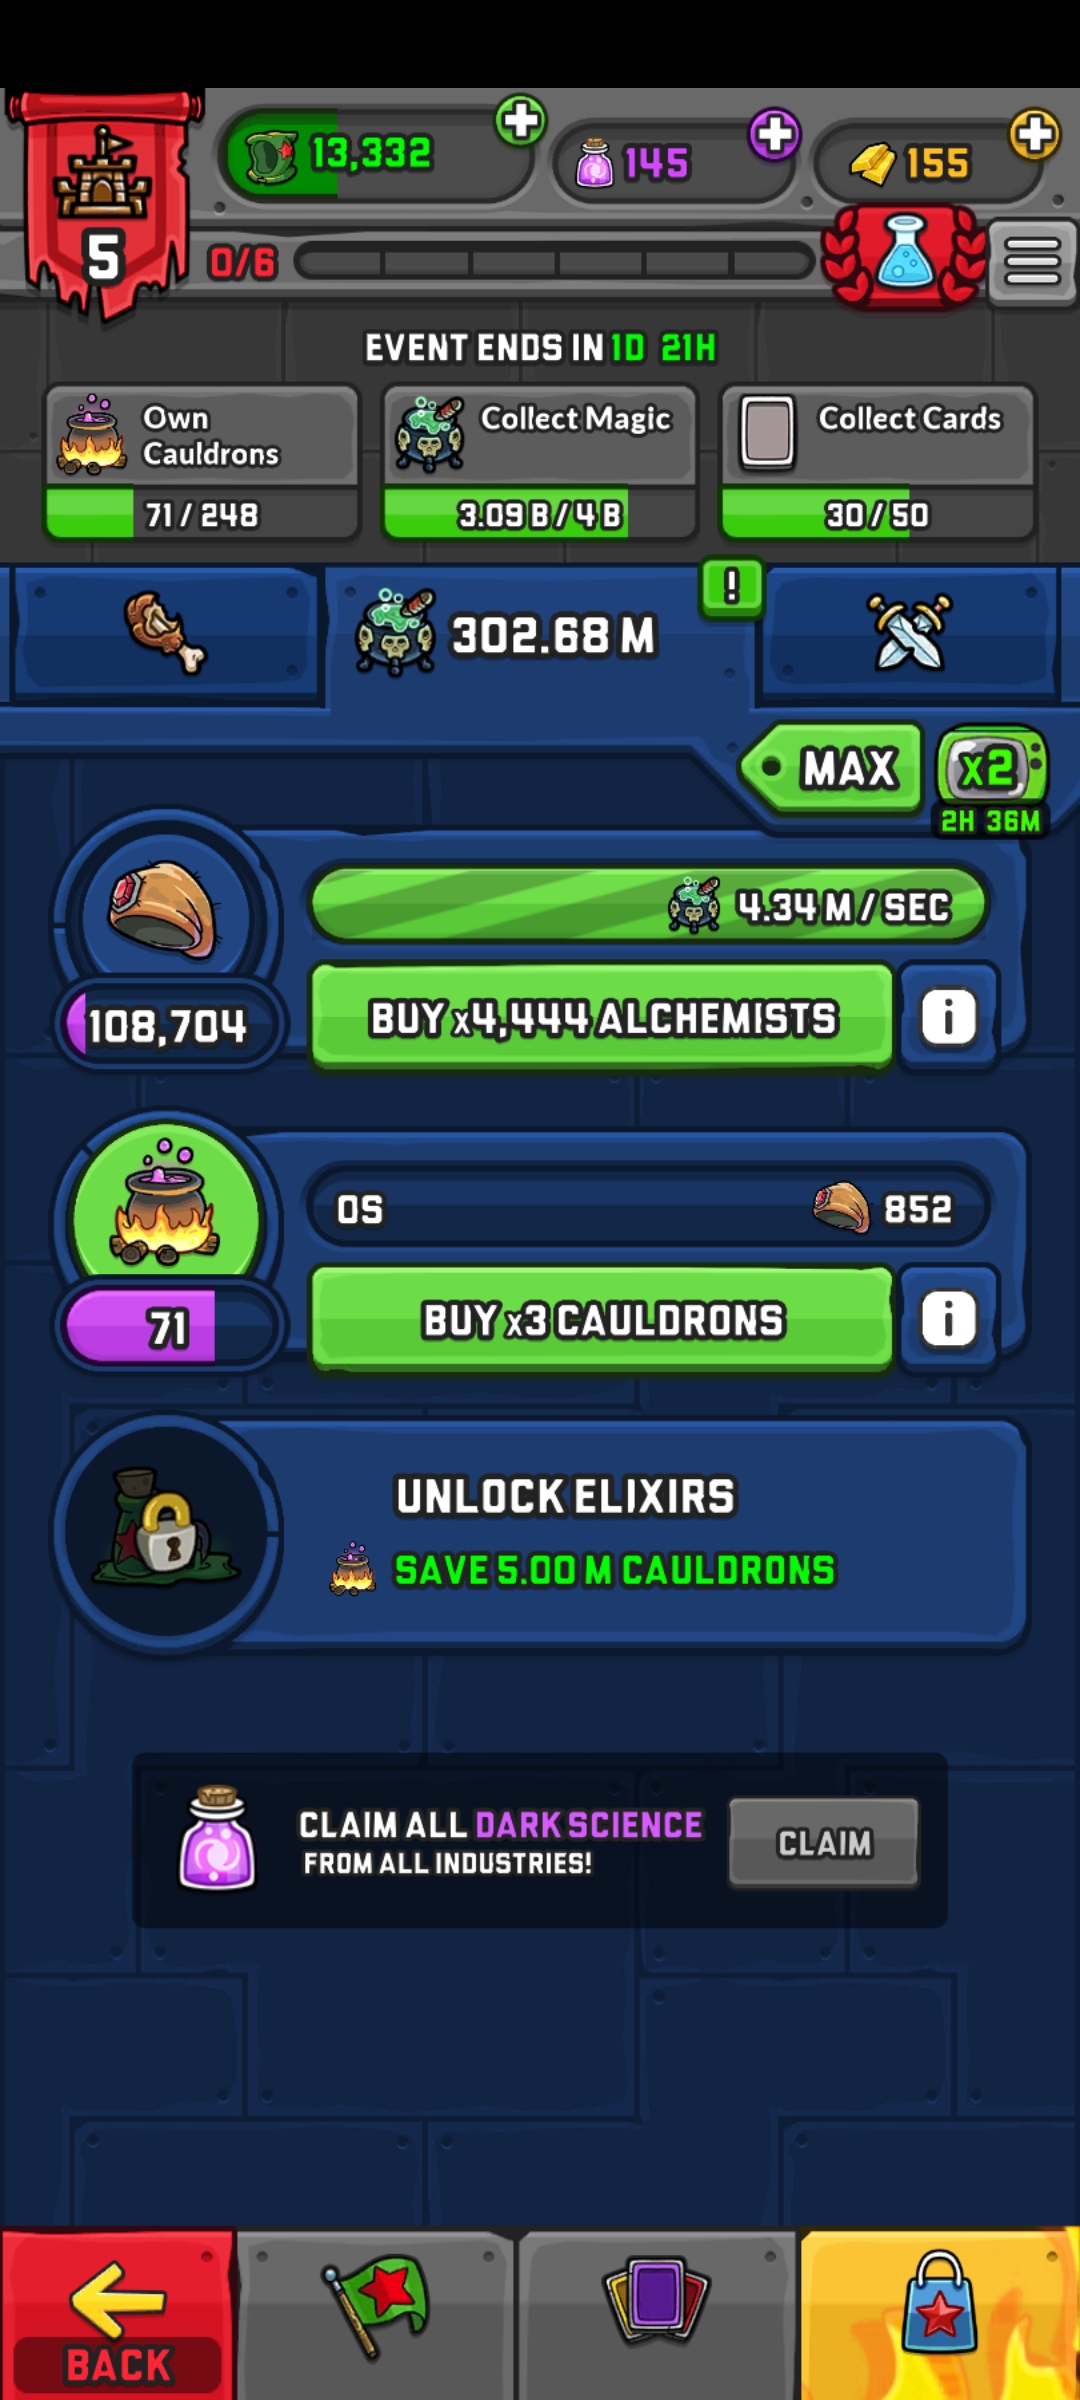 13,332
145
155
5
0/6
EVENT ENDS IN 1D 21H
Own
Cauldrons
71 / 248
Collect Magic
3.09 B / 4 B
Collect Cards
30 / 50
302.68 M
!
MAX
x2
2H 36M
4.34 M / SEC
108,704
BUY x4,444 ALCHEMISTS
i
0S
852
71
BUY x3 CAULDRONS
i
UNLOCK ELIXIRS
SAVE 5.00 M CAULDRONS
CLAIM ALL DARK SCIENCE
FROM ALL INDUSTRIES!
CLAIM
BACK